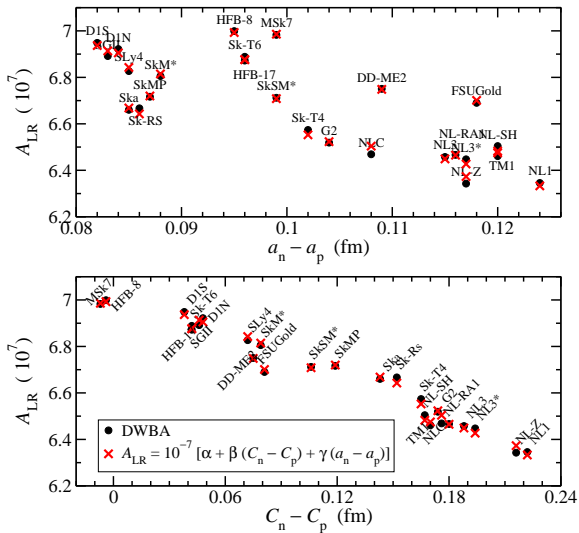 7
6.8
6.6
6.4
6.2
A_LR (10^7)
D1S
D1N
SGII
SLy4
SkM*
SkMP
Ska
Sk-RS
HFB-8
MSk7
Sk-T6
HFB-17
SkSM*
Sk-T4
G2
DD-ME2
NLC
FSUGold
NL-RA1
NL-SH
NL3
NL3*
NL-Z
TM1
NL1
0.08
0.09
0.1
0.11
0.12
a_n − a_p (fm)
7
6.8
6.6
6.4
6.2
A_LR (10^7)
MSk7
HFB-8
D1S
Sk-T6
D1N
HFB-17
SGII
SLy4
SkM*
DD-ME2
FSUGold
SkSM*
SkMP
Ska
Sk-Rs
Sk-T4
NL-SH
G2
NL-RA1
TM1
NLC
NL3
NL3*
NL-Z
NL1
DWBA
A_LR = 10^-7 [α + β (C_n − C_p) + γ (a_n − a_p)]
0
0.06
0.12
0.18
0.24
C_n − C_p (fm)